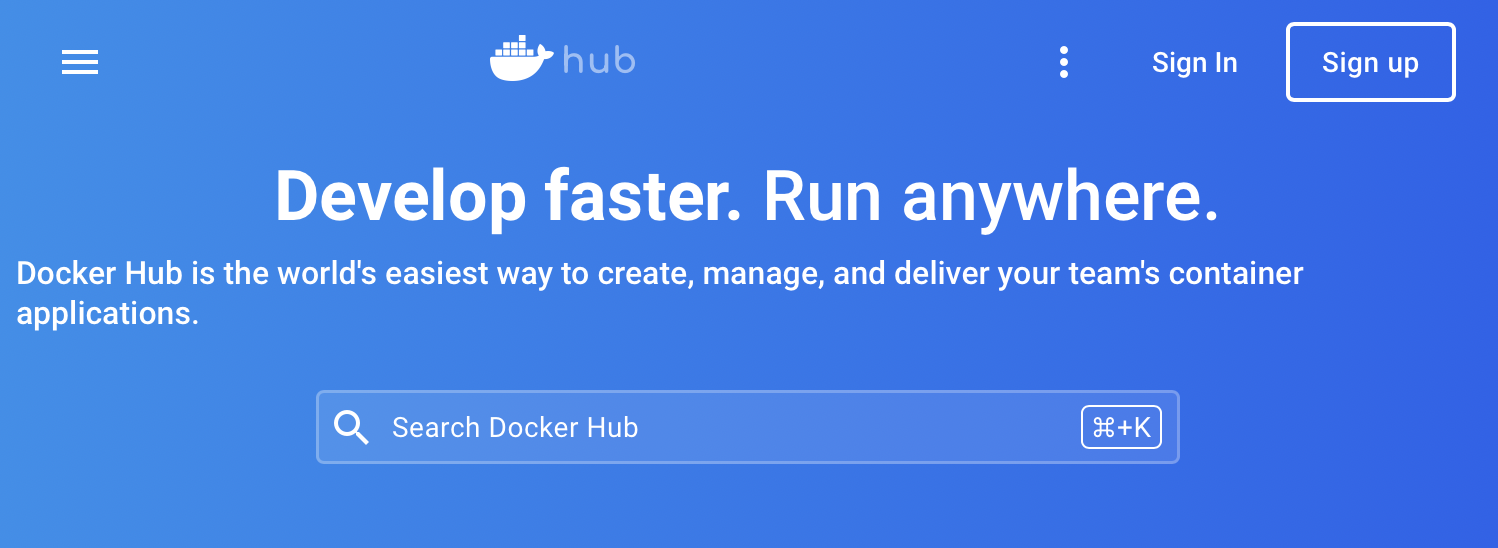 hub
Sign In
Sign up
Develop faster. Run anywhere.
Docker Hub is the world's easiest way to create, manage, and deliver your team's container
applications.
Search Docker Hub
⌘+K